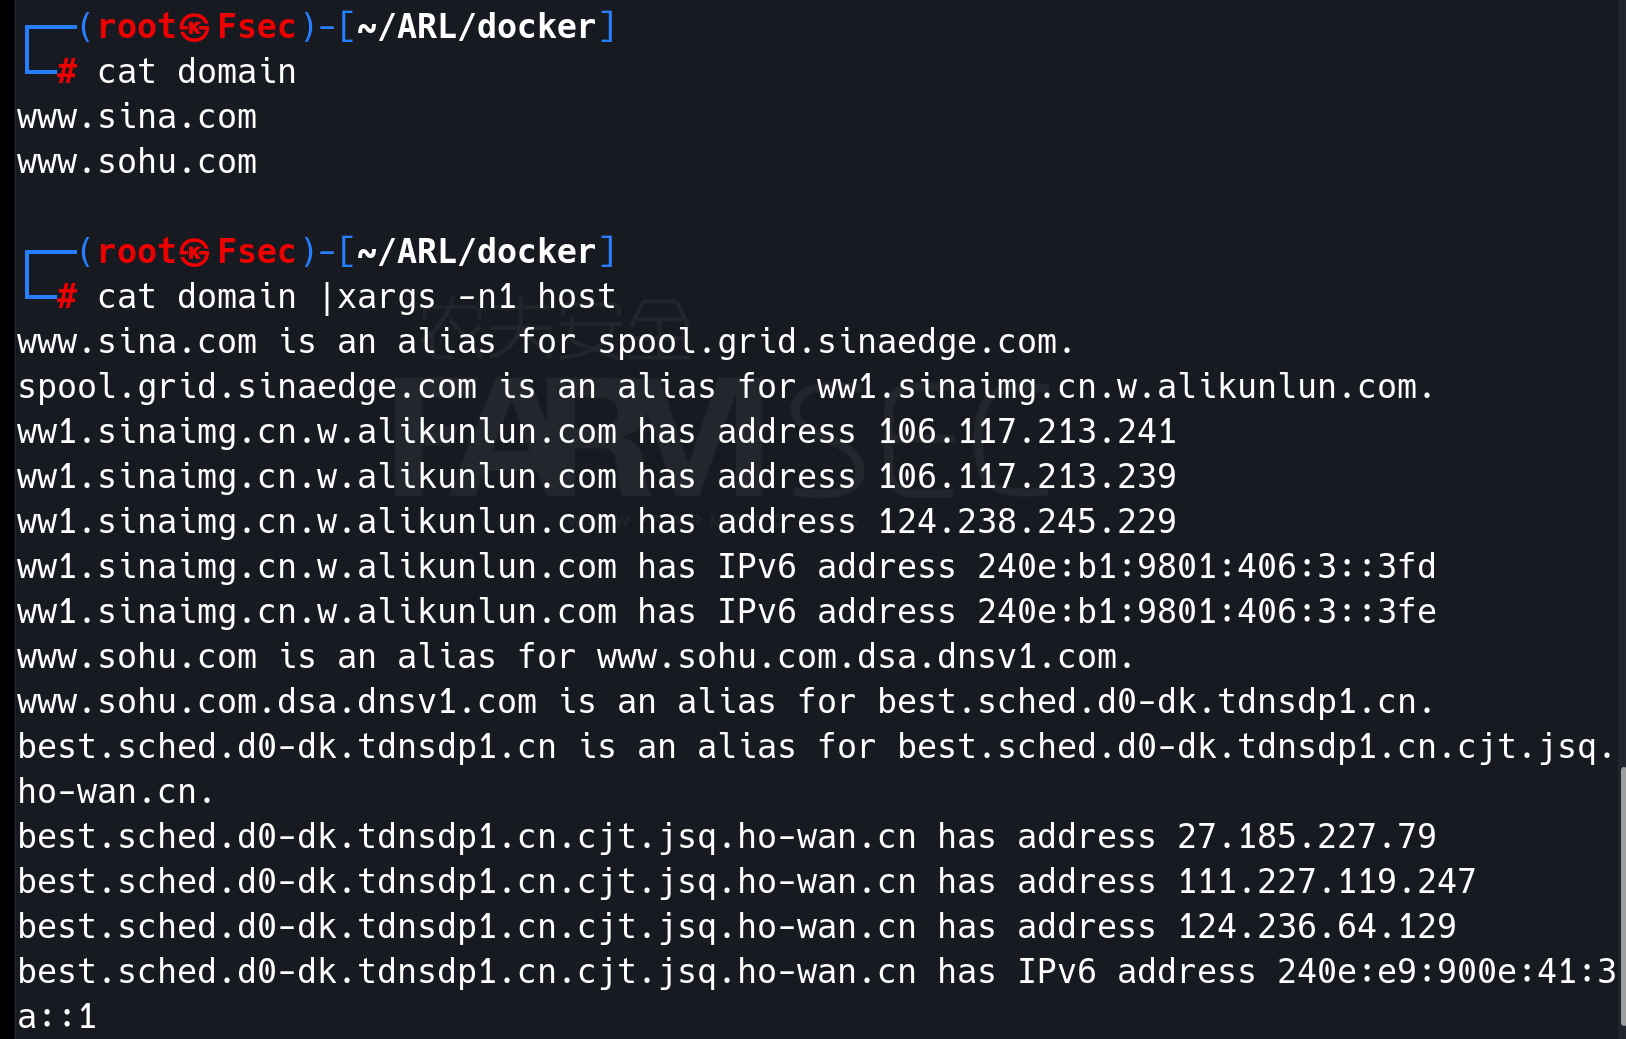 ┌──(root㉿Fsec)-[~/ARL/docker]
└─# cat domain
www.sina.com
www.sohu.com
┌──(root㉿Fsec)-[~/ARL/docker]
└─# cat domain |xargs -n1 host
农夫安全
www.sina.com is an alias for spool.grid.sinaedge.com.
spool.grid.sinaedge.com is an alias for ww1.sinaimg.cn.w.alikunlun.com.
FARMSEC
ww1.sinaimg.cn.w.alikunlun.com has address 106.117.213.241
ww1.sinaimg.cn.w.alikunlun.com has address 106.117.213.239
ww1.sinaimg.cn.w.alikunlun.com has address 124.238.245.229
ww1.sinaimg.cn.w.alikunlun.com has IPv6 address 240e:b1:9801:406:3::3fd
ww1.sinaimg.cn.w.alikunlun.com has IPv6 address 240e:b1:9801:406:3::3fe
www.sohu.com is an alias for www.sohu.com.dsa.dnsv1.com.
www.sohu.com.dsa.dnsv1.com is an alias for best.sched.d0-dk.tdnsdp1.cn.
best.sched.d0-dk.tdnsdp1.cn is an alias for best.sched.d0-dk.tdnsdp1.cn.cjt.jsq.
ho-wan.cn.
best.sched.d0-dk.tdnsdp1.cn.cjt.jsq.ho-wan.cn has address 27.185.227.79
best.sched.d0-dk.tdnsdp1.cn.cjt.jsq.ho-wan.cn has address 111.227.119.247
best.sched.d0-dk.tdnsdp1.cn.cjt.jsq.ho-wan.cn has address 124.236.64.129
best.sched.d0-dk.tdnsdp1.cn.cjt.jsq.ho-wan.cn has IPv6 address 240e:e9:900e:41:3
a::1